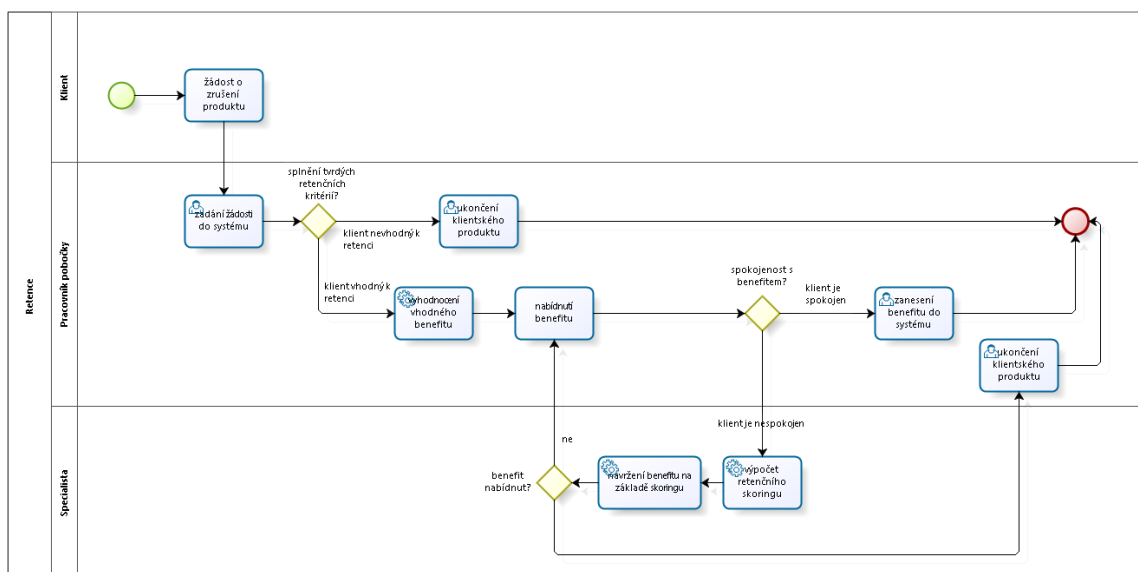 Retence
Klient
Pracovník pobočky
Specialista
žádost o
zrušení
produktu
zadání žádosti
do systému
splnění tvrdých
retenčních
kritérií?
klient nevhodný k
retenci
ukončení
klientského
produktu
klient vhodný k
retenci
vyhodnocení
vhodného
benefitu
nabídnutí
benefitu
spokojenost s
benefitem?
klient je
spokojen
zanesení
benefitu do
systému
ukončení
klientského
produktu
klient je nespokojen
ne
benefit
nabídnut?
navržení benefitu na
základě skoringu
výpočet
retenčního
skoringu